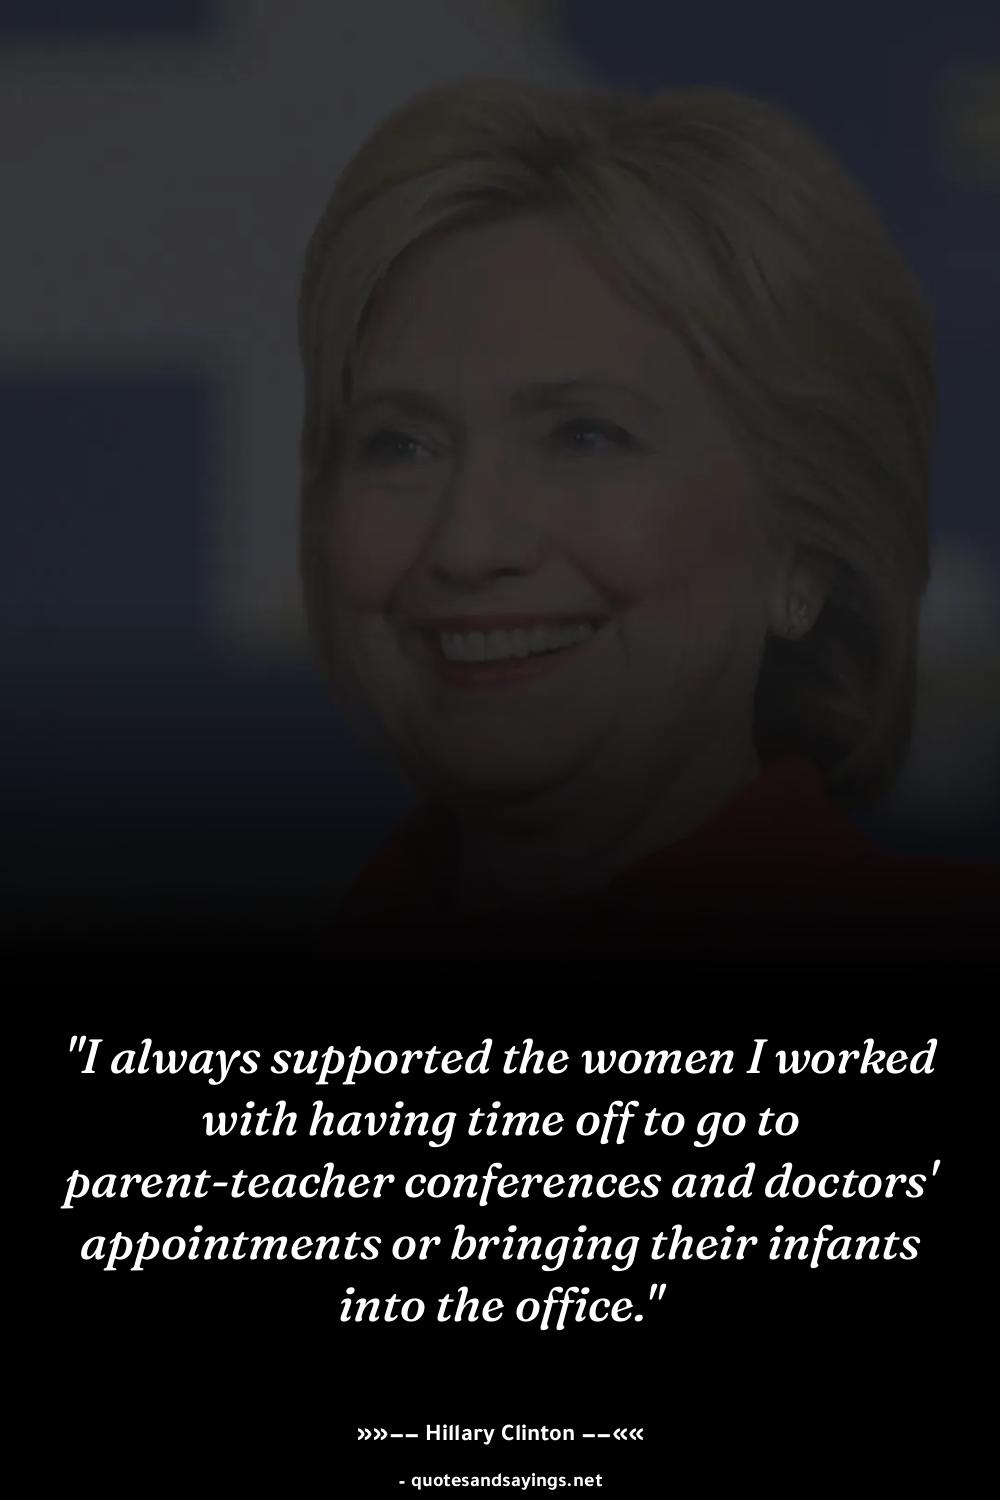 "I always supported the women I worked
with having time off to go to
parent-teacher conferences and doctors'
appointments or bringing their infants
into the office."
»»–– Hillary Clinton ––««
- quotesandsayings.net